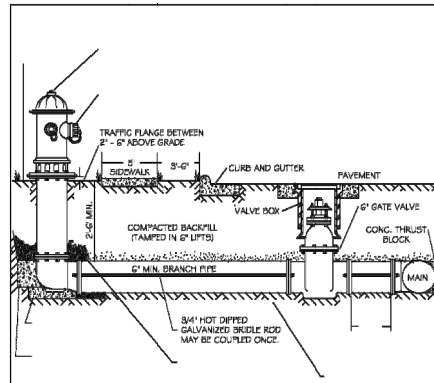 TRAFFIC FLANGE BETWEEN
2" - 6" ABOVE GRADE
5'
SIDEWALK
3'-6"
CURB AND GUTTER
PAVEMENT
VALVE BOX
6" GATE VALVE
2'-6" MIN.
COMPACTED BACKFILL
(TAMPED IN 6" LIFTS)
CONC. THRUST
BLOCK
6" MIN. BRANCH PIPE
MAIN
3/4" HOT DIPPED
GALVANIZED BRIDLE ROD
MAY BE COUPLED ONCE.